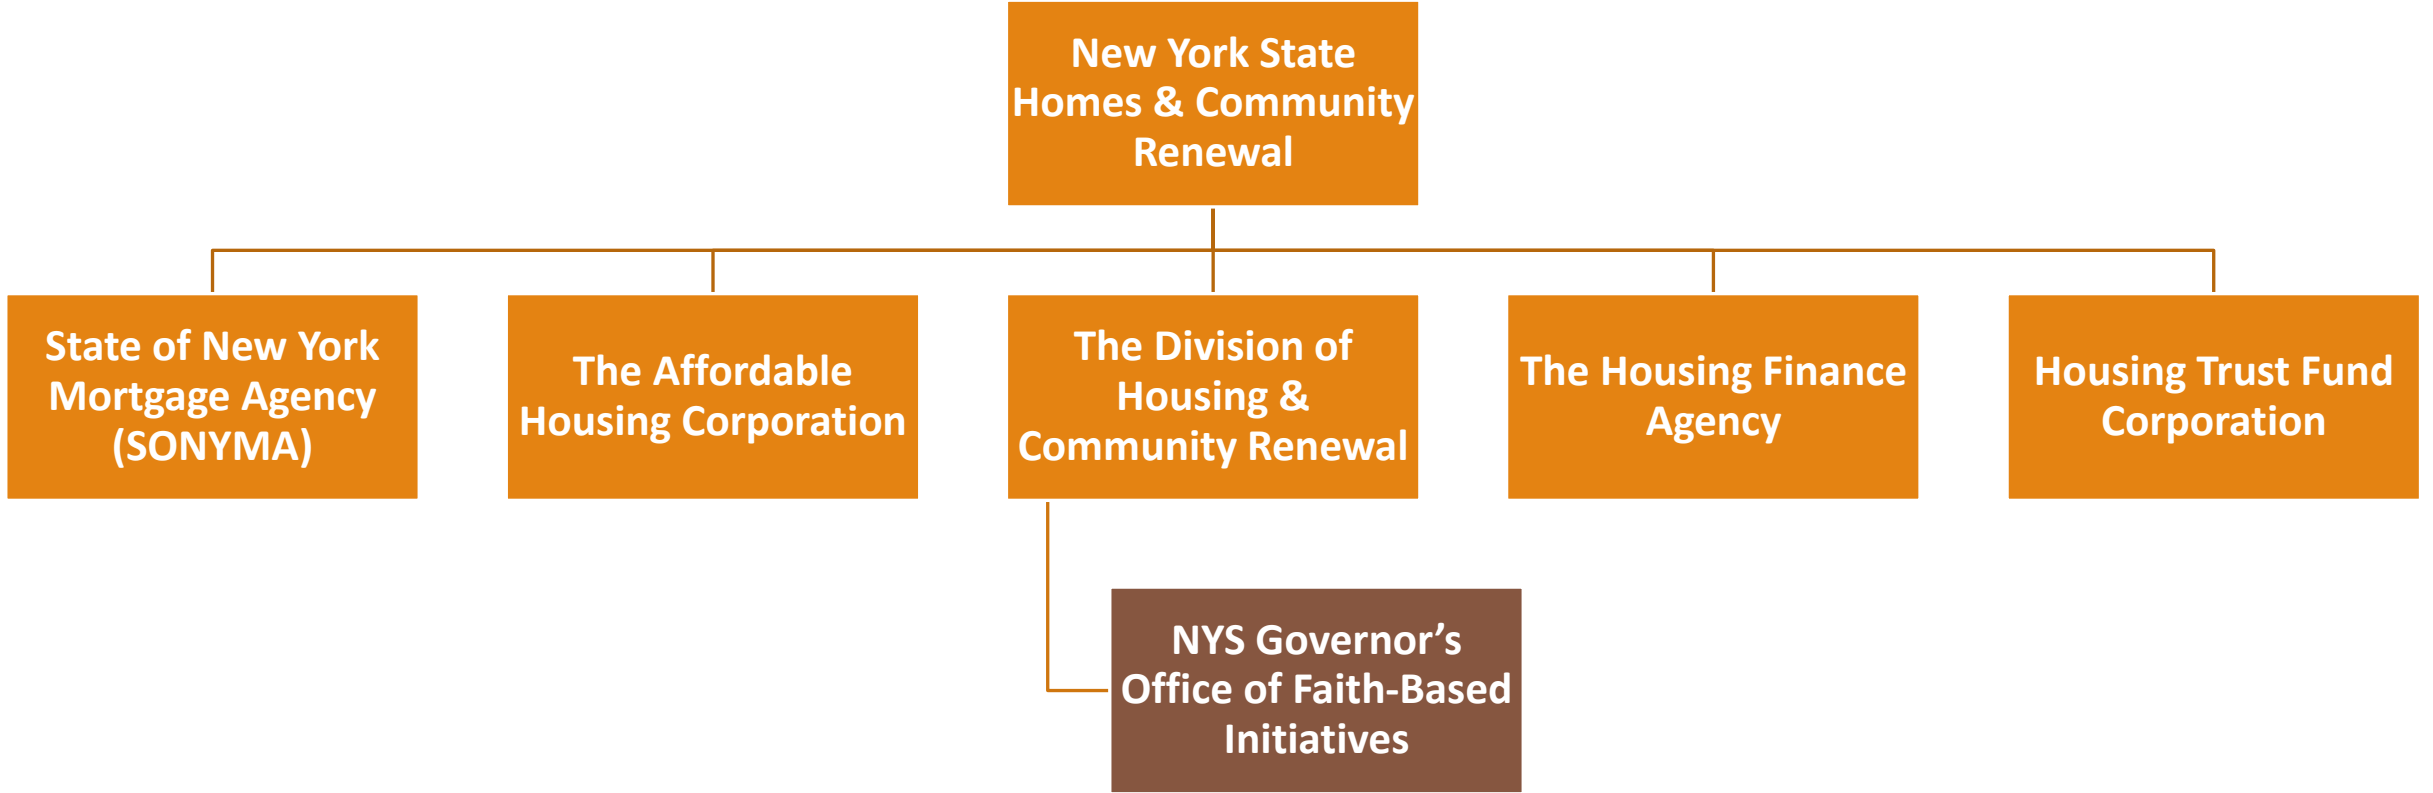 New York State
Homes & Community
Renewal
State of New York
Mortgage Agency
(SONYMA)
The Affordable
Housing Corporation
The Division of
Housing &
Community Renewal
The Housing Finance
Agency
Housing Trust Fund
Corporation
NYS Governor’s
Office of Faith-Based
Initiatives